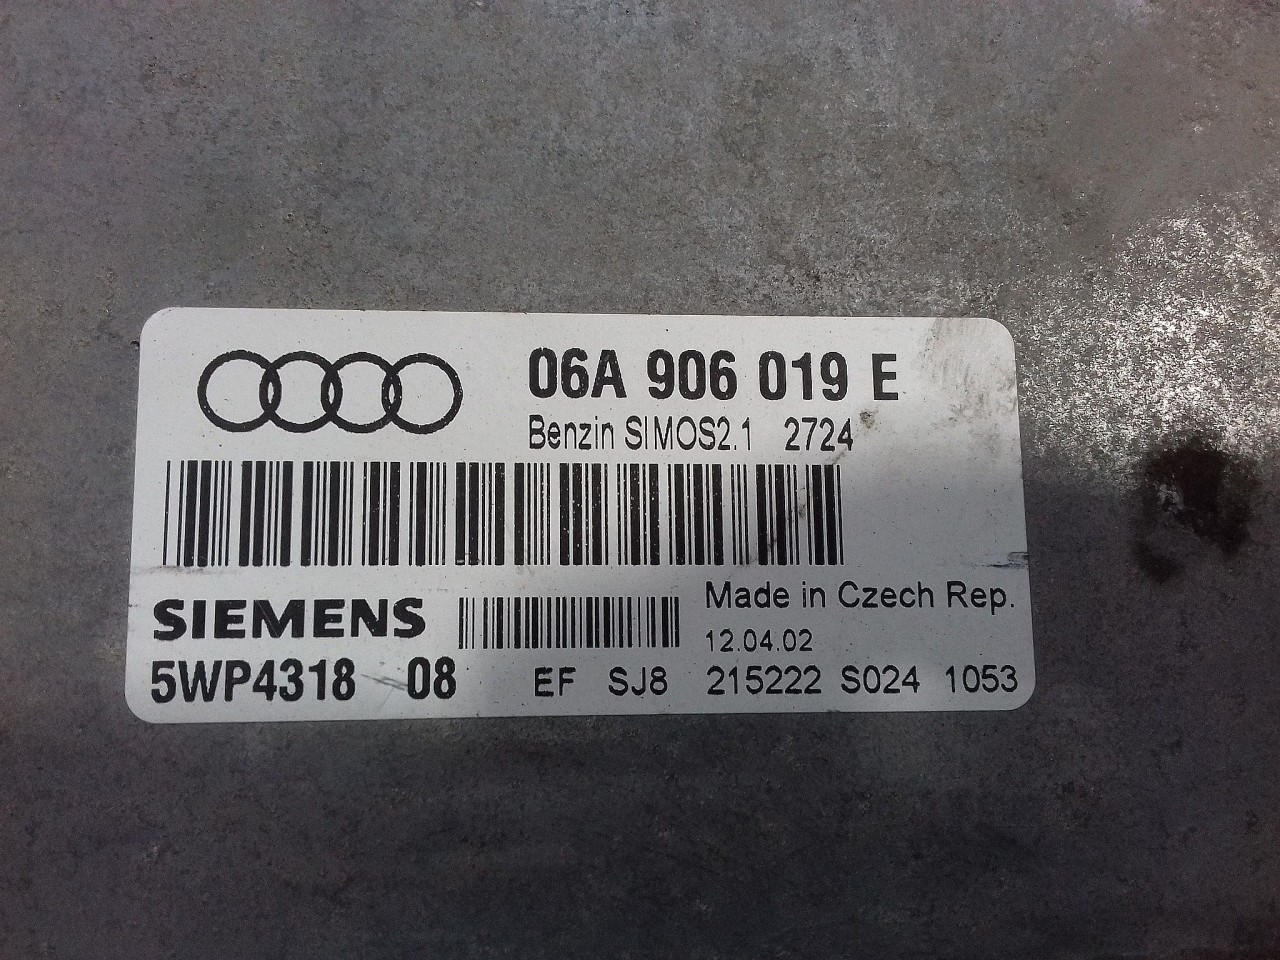 06A 906 019 E
Benzin SIMOS2.1 2724
SIEMENS
Made in Czech Rep.
12.04.02
5WP4318 08 EF SJ8 215222 S024 1053